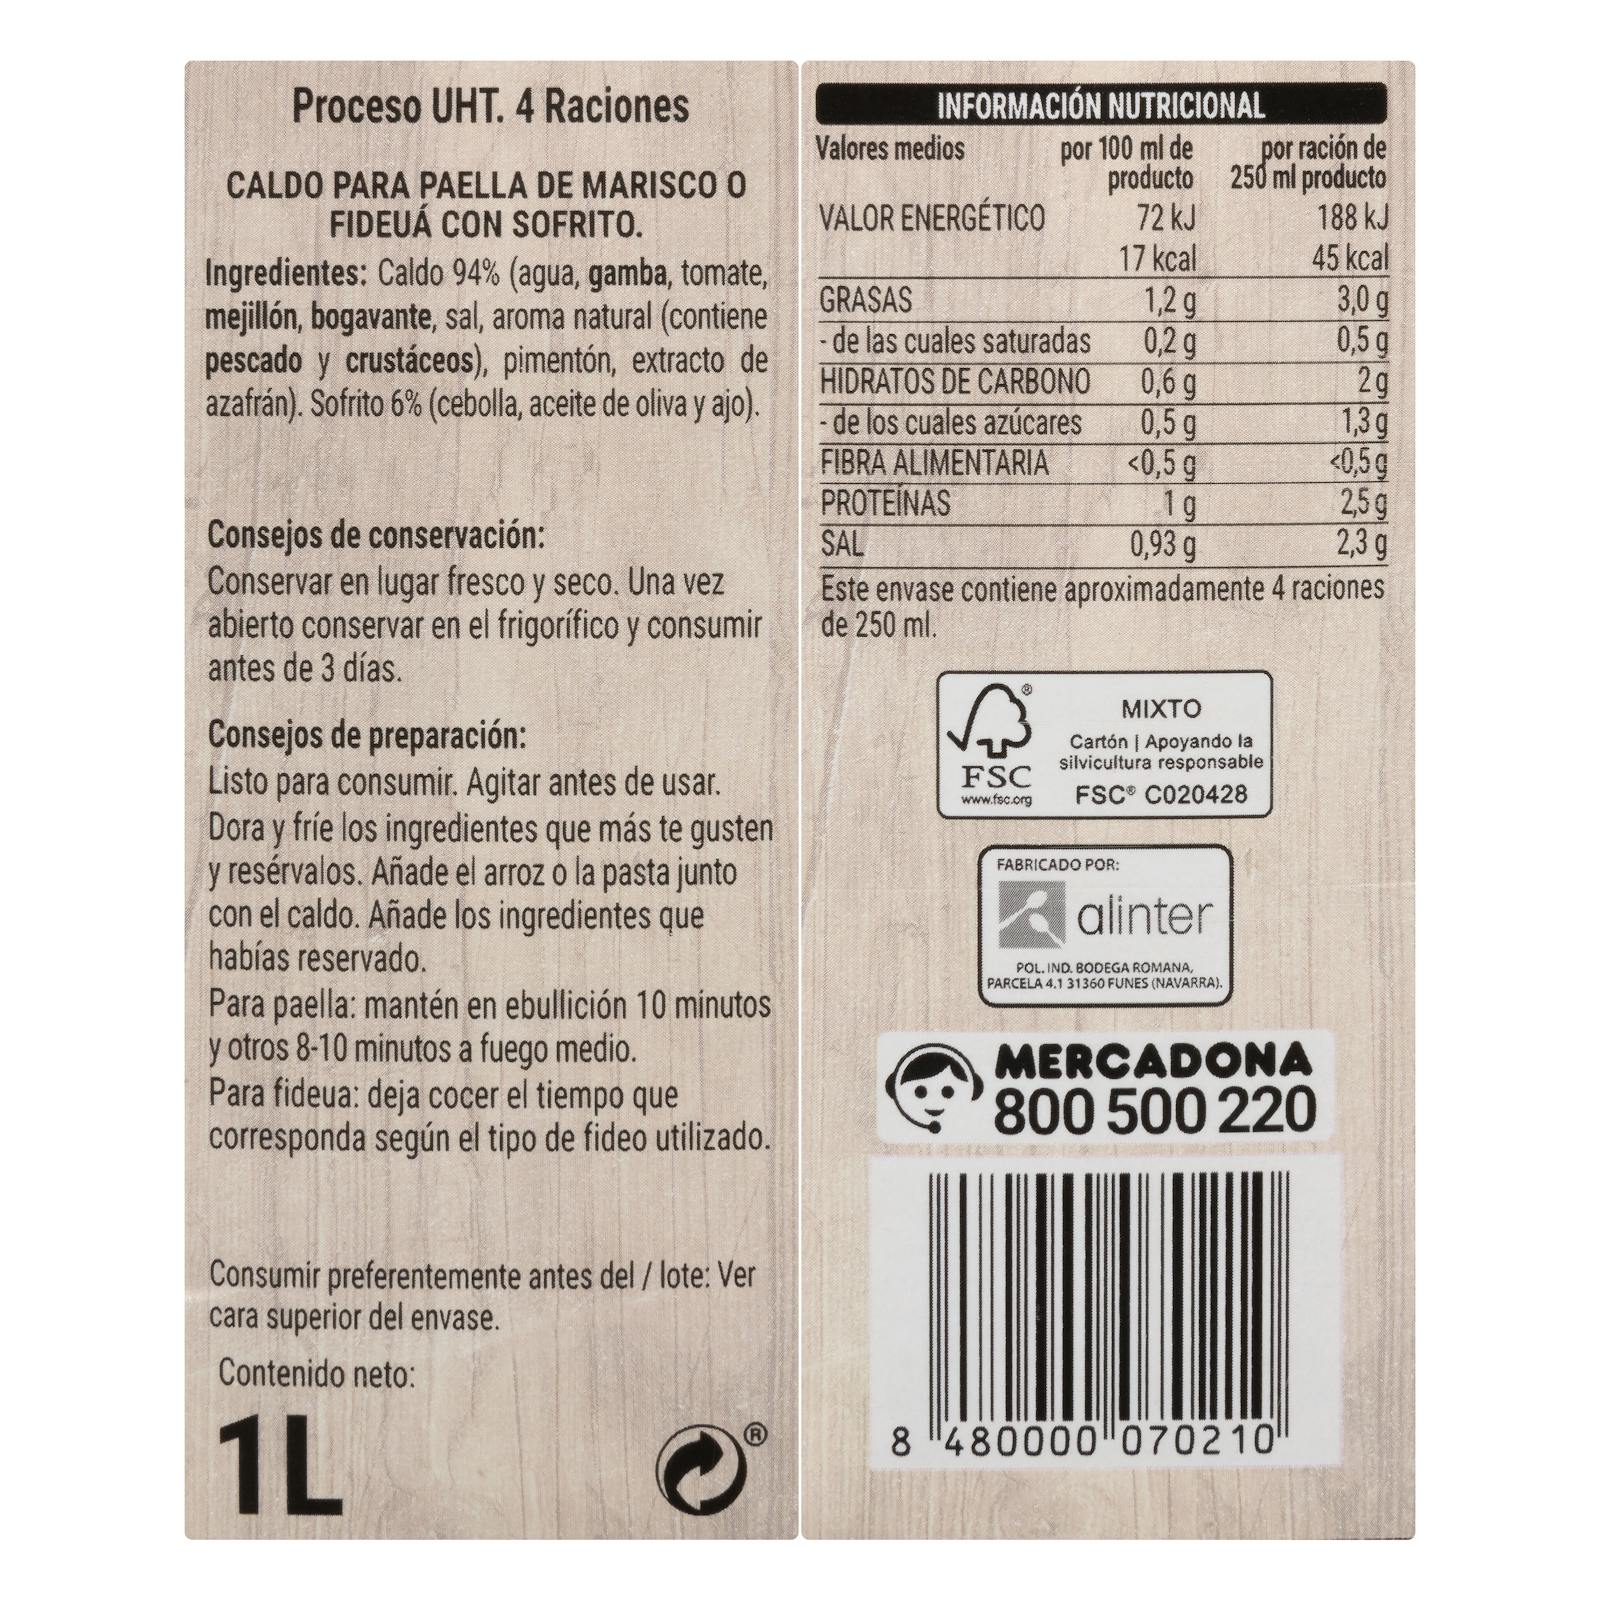 Proceso UHT. 4 Raciones
CALDO PARA PAELLA DE MARISCO O
FIDEUÁ CON SOFRITO.
Ingredientes: Caldo 94% (agua, gamba, tomate,
mejillón, bogavante, sal, aroma natural (contiene
pescado y crustáceos), pimentón, extracto de
azafrán). Sofrito 6% (cebolla, aceite de oliva y ajo).
Consejos de conservación:
Conservar en lugar fresco y seco. Una vez
abierto conservar en el frigorífico y consumir
antes de 3 días.
Consejos de preparación:
Listo para consumir. Agitar antes de usar.
Dora y fríe los ingredientes que más te gusten
y resérvalos. Añade el arroz o la pasta junto
con el caldo. Añade los ingredientes que
habías reservado.
Para paella: mantén en ebullición 10 minutos
y otros 8-10 minutos a fuego medio.
Para fideua: deja cocer el tiempo que
corresponda según el tipo de fideo utilizado.
Consumir preferentemente antes del / lote: Ver
cara superior del envase.
Contenido neto:
1L
®
INFORMACIÓN NUTRICIONAL
Valores medios por 100 ml de por ración de
producto 250 ml producto
VALOR ENERGÉTICO 72 kJ 188 kJ
17 kcal 45 kcal
GRASAS 1,2 g 3,0 g
- de las cuales saturadas 0,2 g 0,5 g
HIDRATOS DE CARBONO 0,6 g 2 g
- de los cuales azúcares 0,5 g 1,3 g
FIBRA ALIMENTARIA <0,5 g <0,5 g
PROTEÍNAS 1 g 2,5 g
SAL 0,93 g 2,3 g
Este envase contiene aproximadamente 4 raciones
de 250 ml.
®
FSC
www.fsc.org
MIXTO
Cartón | Apoyando la
silvicultura responsable
FSC® C020428
FABRICADO POR:
alinter
POL. IND. BODEGA ROMANA,
PARCELA 4.1 31360 FUNES (NAVARRA).
MERCADONA
800 500 220
8 480000 070210